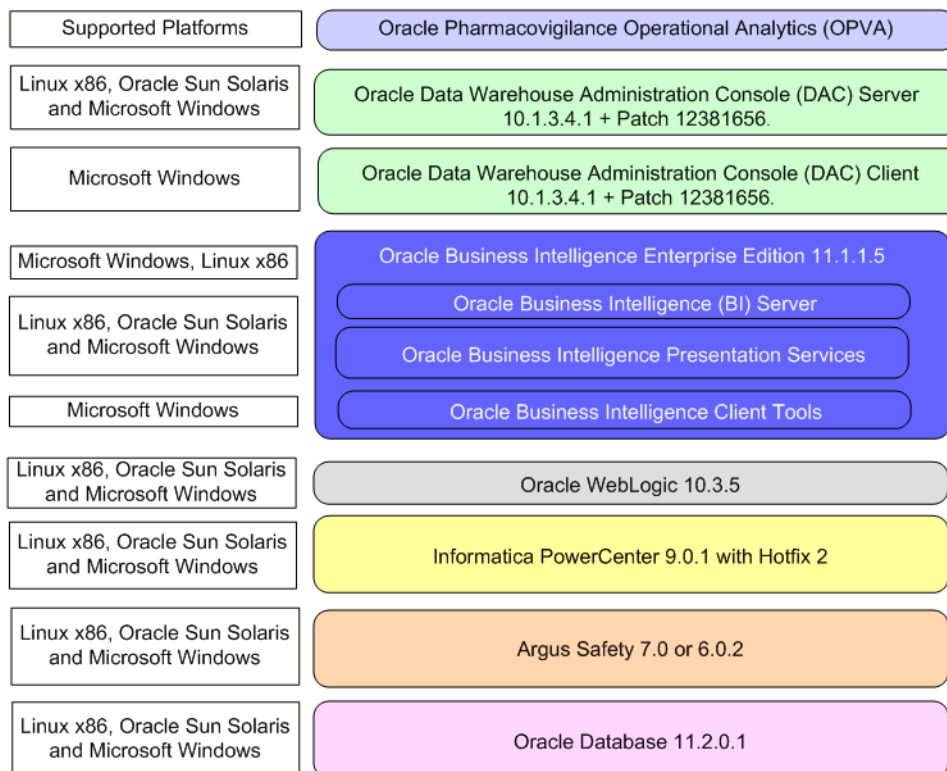 Supported Platforms
Oracle Pharmacovigilance Operational Analytics (OPVA)
Linux x86, Oracle Sun Solaris
and Microsoft Windows
Oracle Data Warehouse Administration Console (DAC) Server
10.1.3.4.1 + Patch 12381656.
Microsoft Windows
Oracle Data Warehouse Administration Console (DAC) Client
10.1.3.4.1 + Patch 12381656.
Microsoft Windows, Linux x86
Oracle Business Intelligence Enterprise Edition 11.1.1.5
Oracle Business Intelligence (BI) Server
Linux x86, Oracle Sun Solaris
and Microsoft Windows
Oracle Business Intelligence Presentation Services
Microsoft Windows
Oracle Business Intelligence Client Tools
Linux x86, Oracle Sun Solaris
and Microsoft Windows
Oracle WebLogic 10.3.5
Linux x86, Oracle Sun Solaris
and Microsoft Windows
Informatica PowerCenter 9.0.1 with Hotfix 2
Linux x86, Oracle Sun Solaris
and Microsoft Windows
Argus Safety 7.0 or 6.0.2
Linux x86, Oracle Sun Solaris
and Microsoft Windows
Oracle Database 11.2.0.1